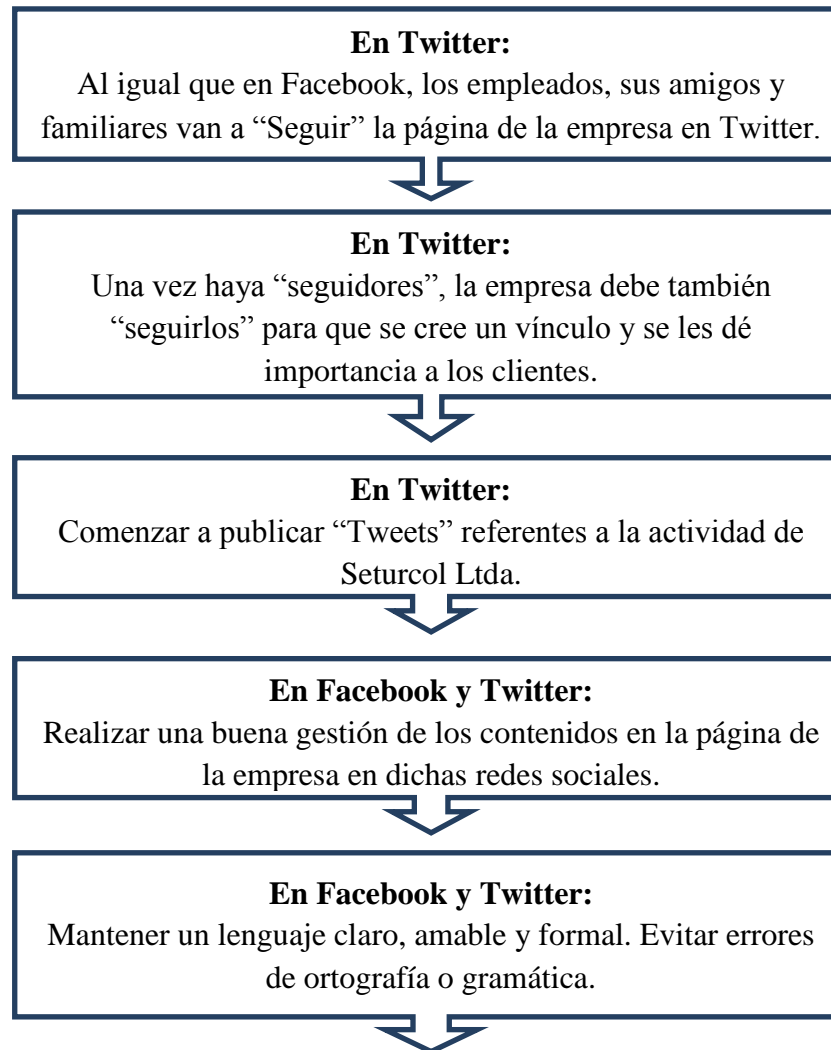 En Twitter:
Al igual que en Facebook, los empleados, sus amigos y
familiares van a “Seguir” la página de la empresa en Twitter.
En Twitter:
Una vez haya “seguidores”, la empresa debe también
“seguirlos” para que se cree un vínculo y se les dé
importancia a los clientes.
En Twitter:
Comenzar a publicar “Tweets” referentes a la actividad de
Seturcol Ltda.
En Facebook y Twitter:
Realizar una buena gestión de los contenidos en la página de
la empresa en dichas redes sociales.
En Facebook y Twitter:
Mantener un lenguaje claro, amable y formal. Evitar errores
de ortografía o gramática.